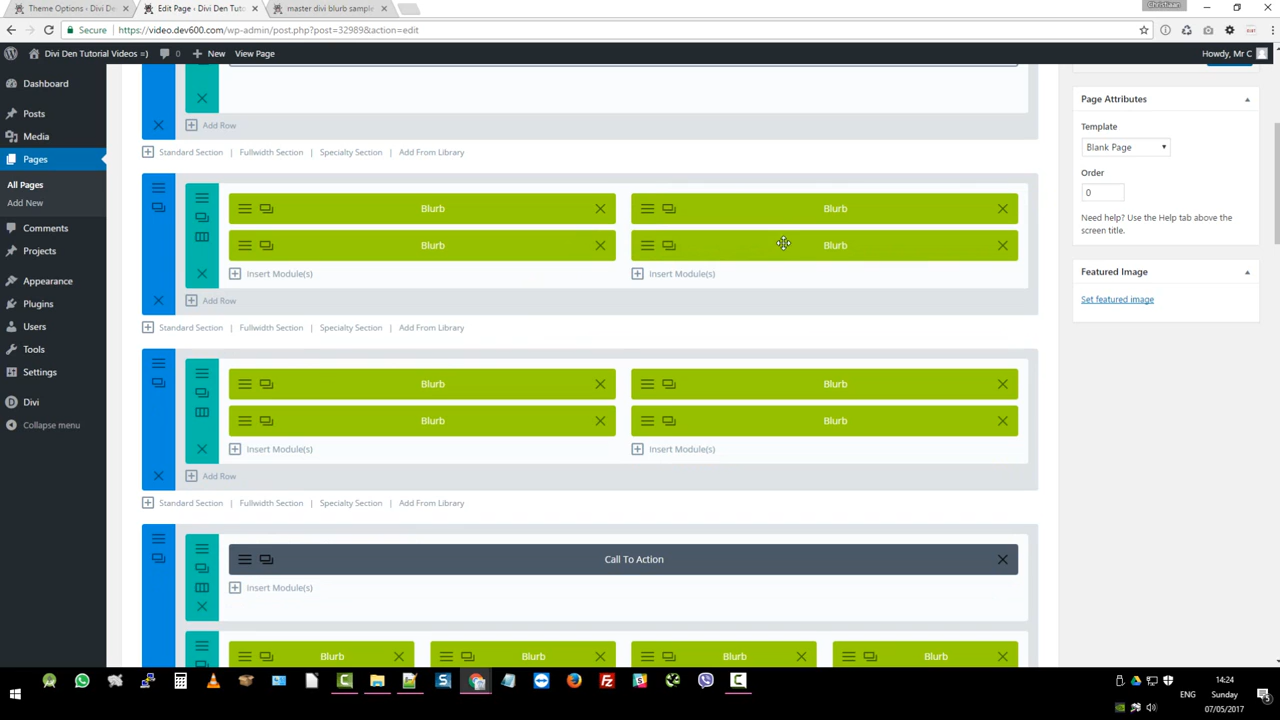 Christiaan
Theme Options | Divi De
Edit Page ‹ Divi Den Tuto
master divi blurb sample
Secure https://video.dev600.com/wp-admin/post.php?post=32989&action=edit
Divi Den Tutorial Videos =) 0 New View Page Howdy, Mr C
Dashboard
Posts
Media
Pages
All Pages
Add New
Comments
Projects
Appearance
Plugins
Users
Tools
Settings
Divi
Collapse menu
Add Row
Standard Section | Fullwidth Section | Specialty Section | Add From Library
Blurb Blurb
Blurb Blurb
Insert Module(s) Insert Module(s)
Add Row
Standard Section | Fullwidth Section | Specialty Section | Add From Library
Blurb Blurb
Blurb Blurb
Insert Module(s) Insert Module(s)
Add Row
Standard Section | Fullwidth Section | Specialty Section | Add From Library
Call To Action
Insert Module(s)
Blurb Blurb Blurb Blurb
Page Attributes
Template
Blank Page
Order
0
Need help? Use the Help tab above the
screen title.
Featured Image
Set featured image
14:24
ENG Sunday
07/05/2017